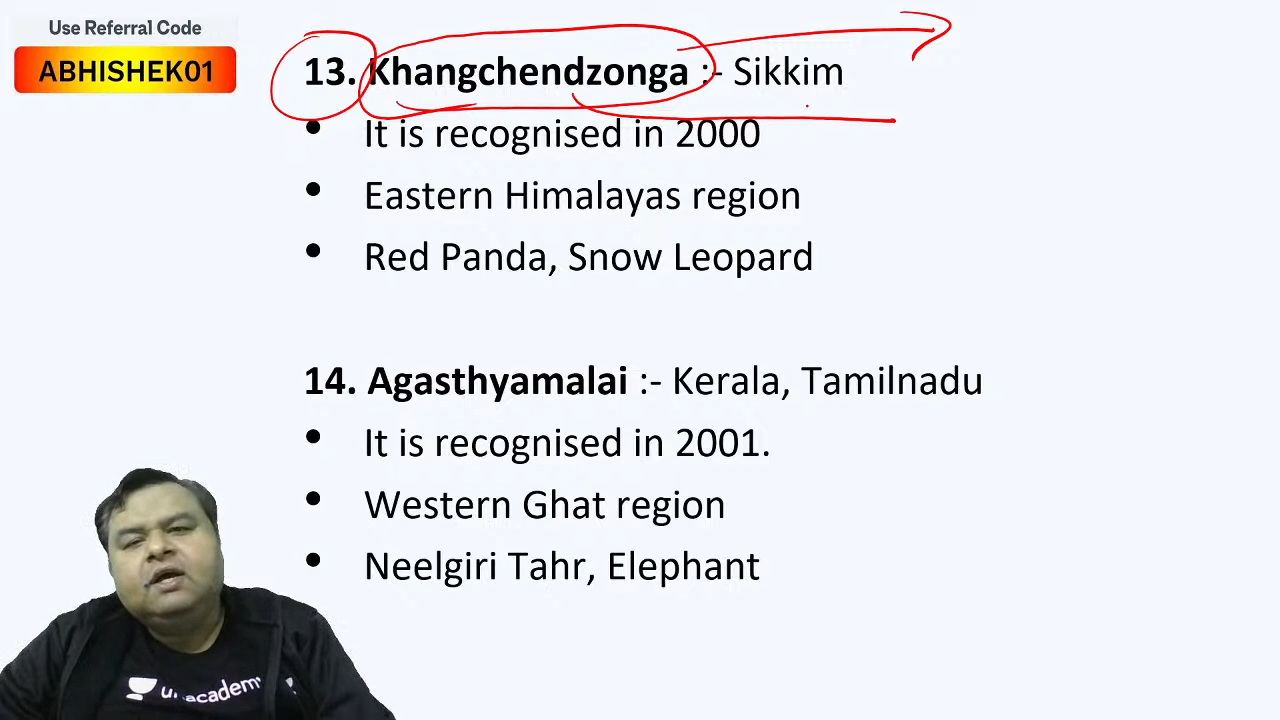 Use Referral Code
ABHISHEK01
13. Khangchendzonga :- Sikkim
• It is recognised in 2000
• Eastern Himalayas region
• Red Panda, Snow Leopard
14. Agasthyamalai :- Kerala, Tamilnadu
• It is recognised in 2001.
• Western Ghat region
• Neelgiri Tahr, Elephant
unacademy